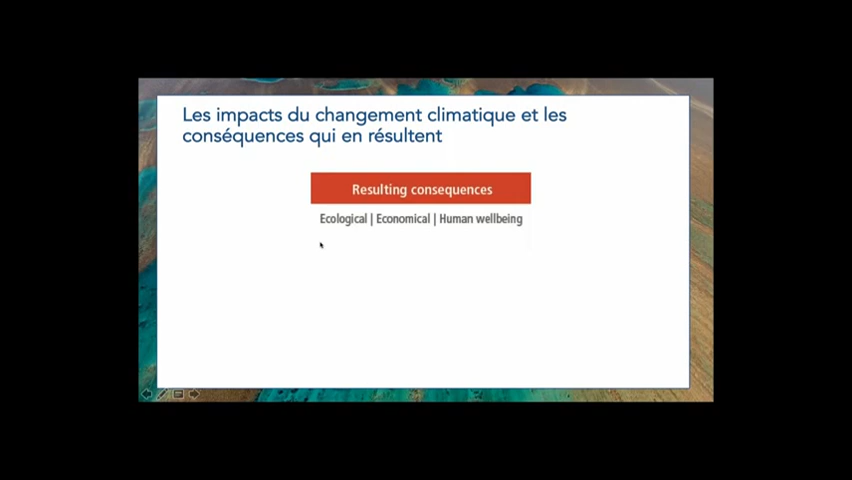 Les impacts du changement climatique et les
conséquences qui en résultent
Resulting consequences
Ecological | Economical | Human wellbeing